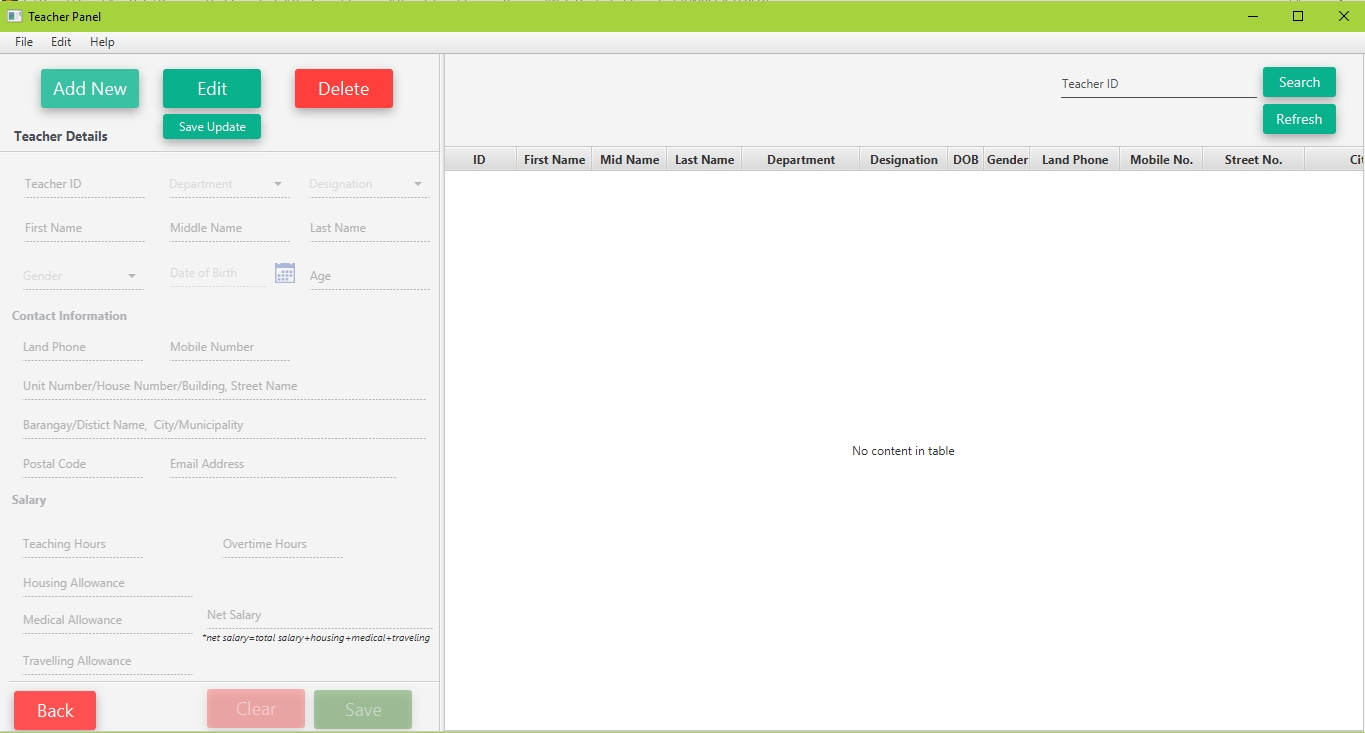 Teacher Panel
File Edit Help
Add New Edit Delete
Save Update
Teacher Details
Teacher ID Department Designation
First Name Middle Name Last Name
Gender Date of Birth Age
Contact Information
Land Phone Mobile Number
Unit Number/House Number/Building, Street Name
Barangay/Distict Name, City/Municipality
Postal Code Email Address
Salary
Teaching Hours Overtime Hours
Housing Allowance
Medical Allowance Net Salary
*net salary=total salary+housing+medical+traveling
Travelling Allowance
Back Clear Save
Teacher ID Search
Refresh
ID First Name Mid Name Last Name Department Designation DOB Gender Land Phone Mobile No. Street No.
No content in table